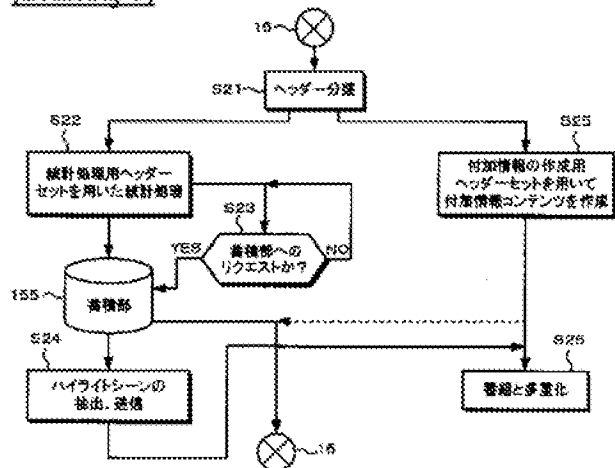 16
S21
ヘッダー分離
S22
統計処理用ヘッダー
セットを用いた統計処理
S25
付加情報の作成用
ヘッダーセットを用いて
付加情報コンテンツを作成
S23
蓄積部への
リクエストか?
YES
NO
155
蓄積部
S24
ハイライトシーンの
抽出、送信
S26
番組と多重化
16